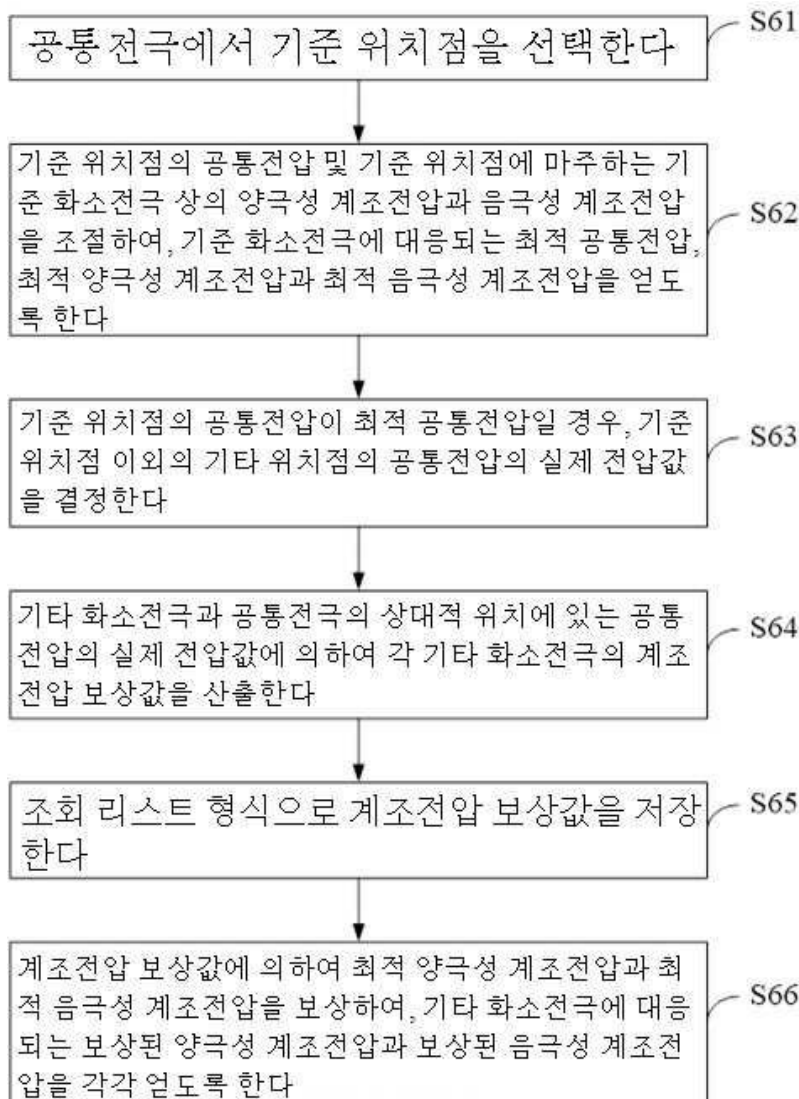 공통전극에서 기준 위치점을 선택한다
S61
기준 위치점의 공통전압 및 기준 위치점에 마주하는 기
준 화소전극 상의 양극성 계조전압과 음극성 계조전압
을 조절하여, 기준 화소전극에 대응되는 최적 공통전압,
최적 양극성 계조전압과 최적 음극성 계조전압을 얻도
록 한다
S62
기준 위치점의 공통전압이 최적 공통전압일 경우, 기준
위치점 이외의 기타 위치점의 공통전압의 실제 전압값
을 결정한다
S63
기타 화소전극과 공통전극의 상대적 위치에 있는 공통
전압의 실제 전압값에 의하여 각 기타 화소전극의 계조
전압 보상값을 산출한다
S64
조회 리스트 형식으로 계조전압 보상값을 저장
한다
S65
계조전압 보상값에 의하여 최적 양극성 계조전압과 최
적 음극성 계조전압을 보상하여, 기타 화소전극에 대응
되는 보상된 양극성 계조전압과 보상된 음극성 계조전
압을 각각 얻도록 한다
S66